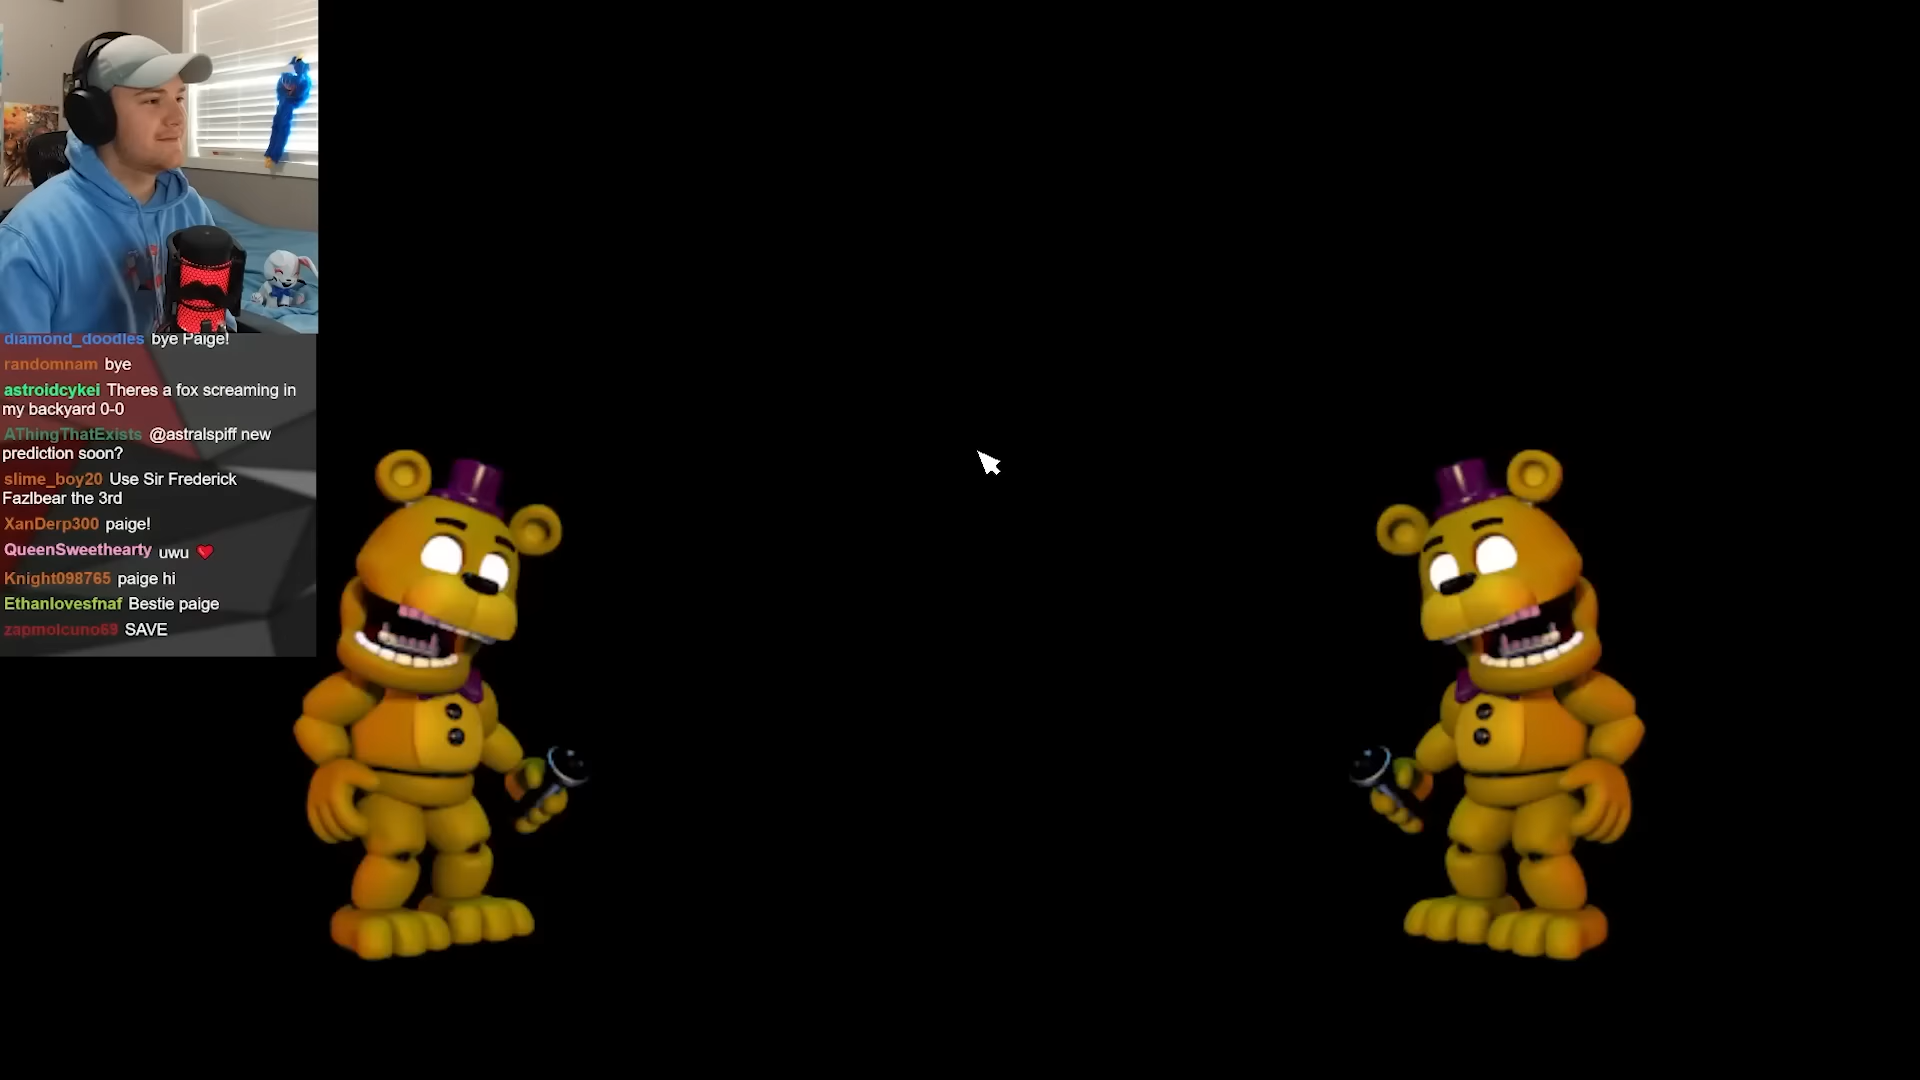 diamond_doodles bye Paige!
randomnam bye
astroidcykei Theres a fox screaming in
my backyard 0-0
AThingThatExists @astralspiff new
prediction soon?
slime_boy20 Use Sir Frederick
Fazlbear the 3rd
XanDerp300 paige!
QueenSweethearty uwu
Knight098765 paige hi
Ethanlovesfnaf Bestie paige
zapmolcuno69 SAVE